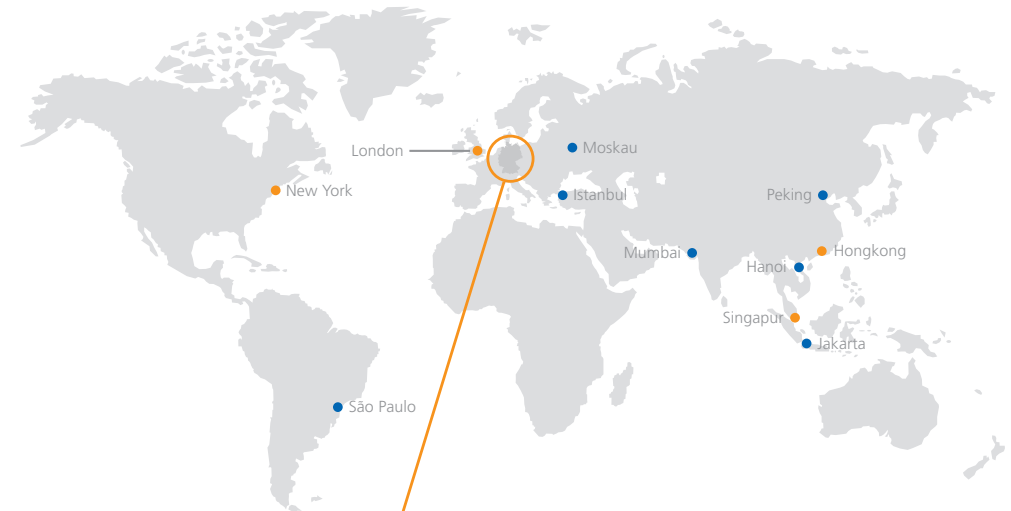 London
Moskau
New York
Istanbul
Peking
Mumbai
Hongkong
Hanoi
Singapur
Jakarta
São Paulo